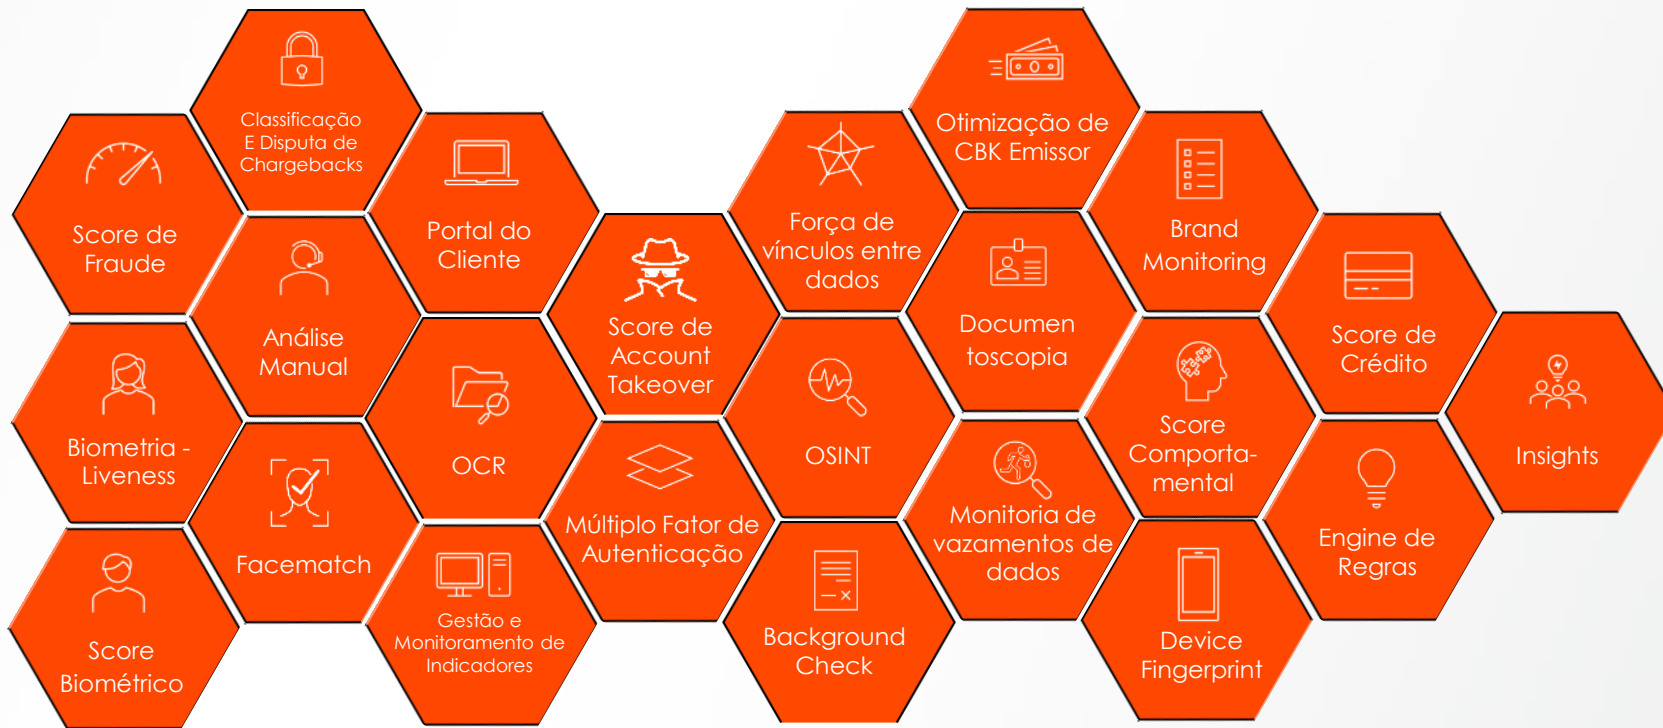 Classificação
E Disputa de
Chargebacks
Otimização de
CBK Emissor
Score de
Fraude
Portal do
Cliente
Força de
vínculos entre
dados
Brand
Monitoring
Análise
Manual
Score de
Account
Takeover
Documen
toscopia
Score de
Crédito
Biometria -
Liveness
OCR
OSINT
Score
Comporta-
mental
Insights
Facematch
Múltiplo Fator de
Autenticação
Monitoria de
vazamentos de
dados
Engine de
Regras
Score
Biométrico
Gestão e
Monitoramento de
Indicadores
Background
Check
Device
Fingerprint